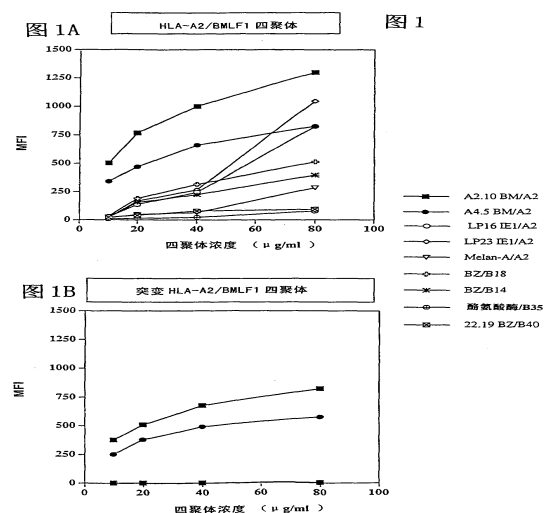 图 1A
HLA-A2/BMLF1 四聚体
图 1
1500
1250
1000
750
500
250
0
MFI
0 20 40 60 80 100
四聚体浓度 （μg/ml）
A2.10 BM/A2
A4.5 BM/A2
LP16 IE1/A2
LP23 IE1/A2
Melan-A/A2
BZ/B18
BZ/B14
酪氨酸酶/B35
22.19 BZ/B40
图 1B
突变 HLA-A2/BMLF1 四聚体
1500
1250
1000
750
500
250
0
MFI
0 20 40 60 80 100
四聚体浓度 （μg/ml）